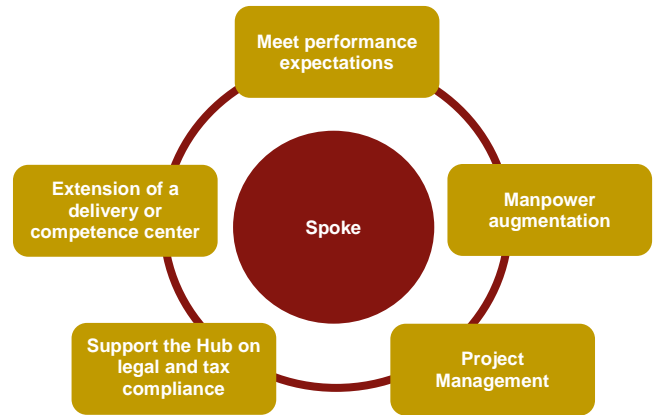 Meet performance
expectations
Extension of a
delivery or
competence center
Spoke
Manpower
augmentation
Support the Hub on
legal and tax
compliance
Project
Management